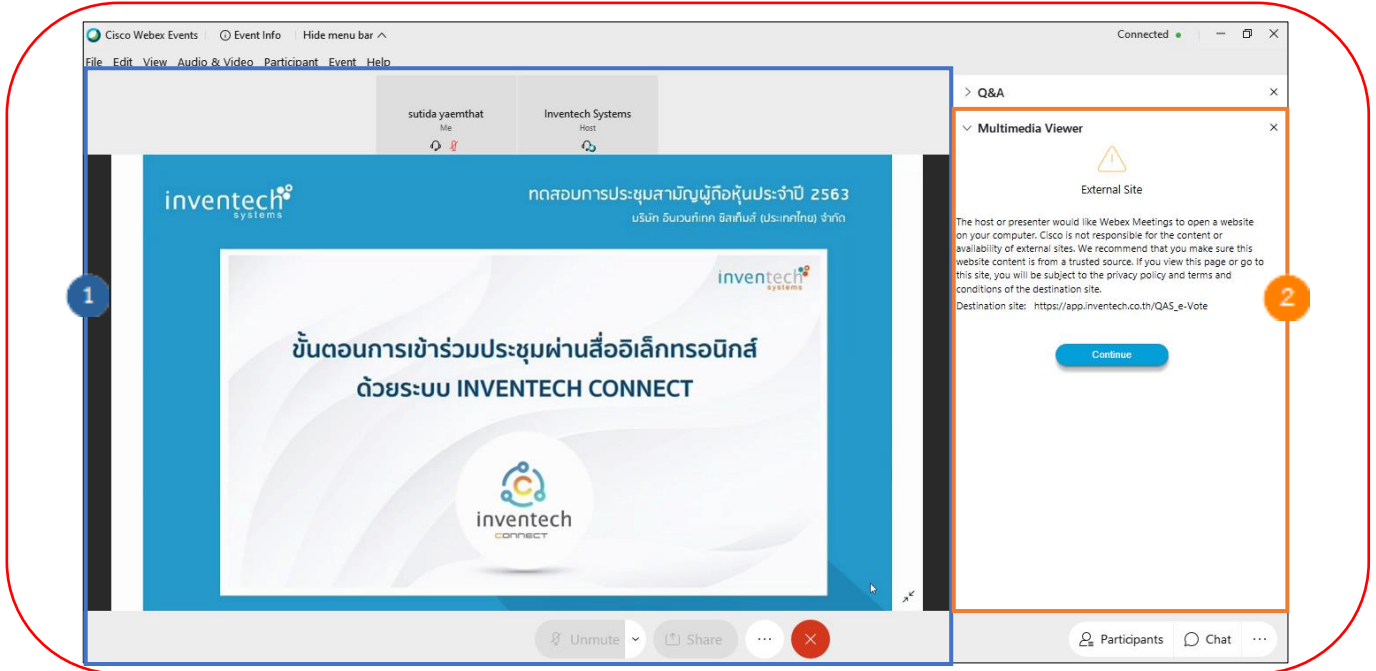 Cisco Webex Events Event Info Hide menu bar
Connected
File Edit View Audio & Video Participant Event Help
sutida yaemthat
Me
Inventech Systems
Host
inventech
systems
ทดสอบการประชุมสามัญผู้ถือหุ้นประจำปี 2563
บริษัท อินเวนท์เทค ซิสเท็มส์ (ประเทศไทย) จำกัด
inventech
systems
ขั้นตอนการเข้าร่วมประชุมผ่านสื่ออิเล็กทรอนิกส์
ด้วยระบบ INVENTECH CONNECT
C
inventech
CONNECT
1
Unmute Share
Q&A
Multimedia Viewer
External Site
The host or presenter would like Webex Meetings to open a website
on your computer. Cisco is not responsible for the content or
availability of external sites. We recommend that you make sure this
website content is from a trusted source. If you view this page or go to
this site, you will be subject to the privacy policy and terms and
conditions of the destination site.
Destination site: https://app.inventech.co.th/QAS_e-Vote
Continue
2
Participants Chat